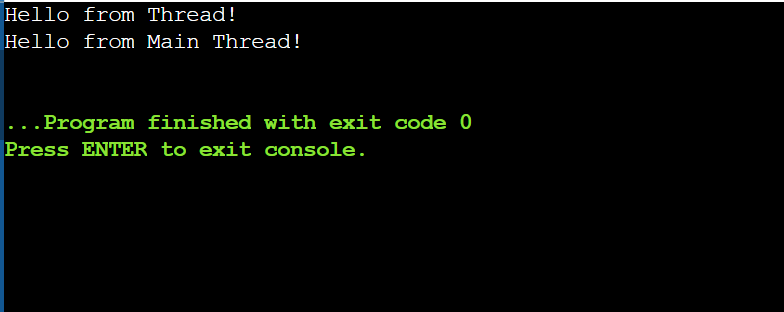 Hello from Thread!
Hello from Main Thread!
...Program finished with exit code 0
Press ENTER to exit console.